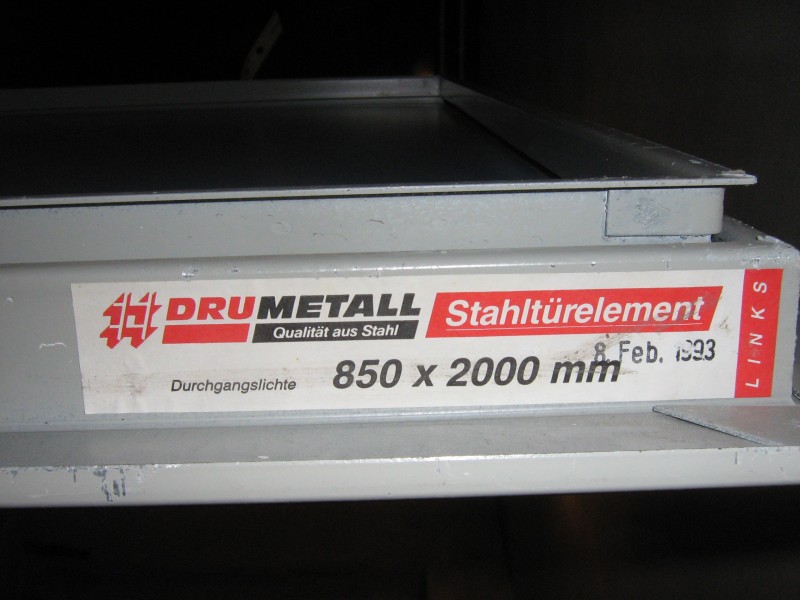 DRUMETALL
Qualität aus Stahl
Stahltürelement
8. Feb. 1993
Durchgangslichte 850 x 2000 mm
LINKS